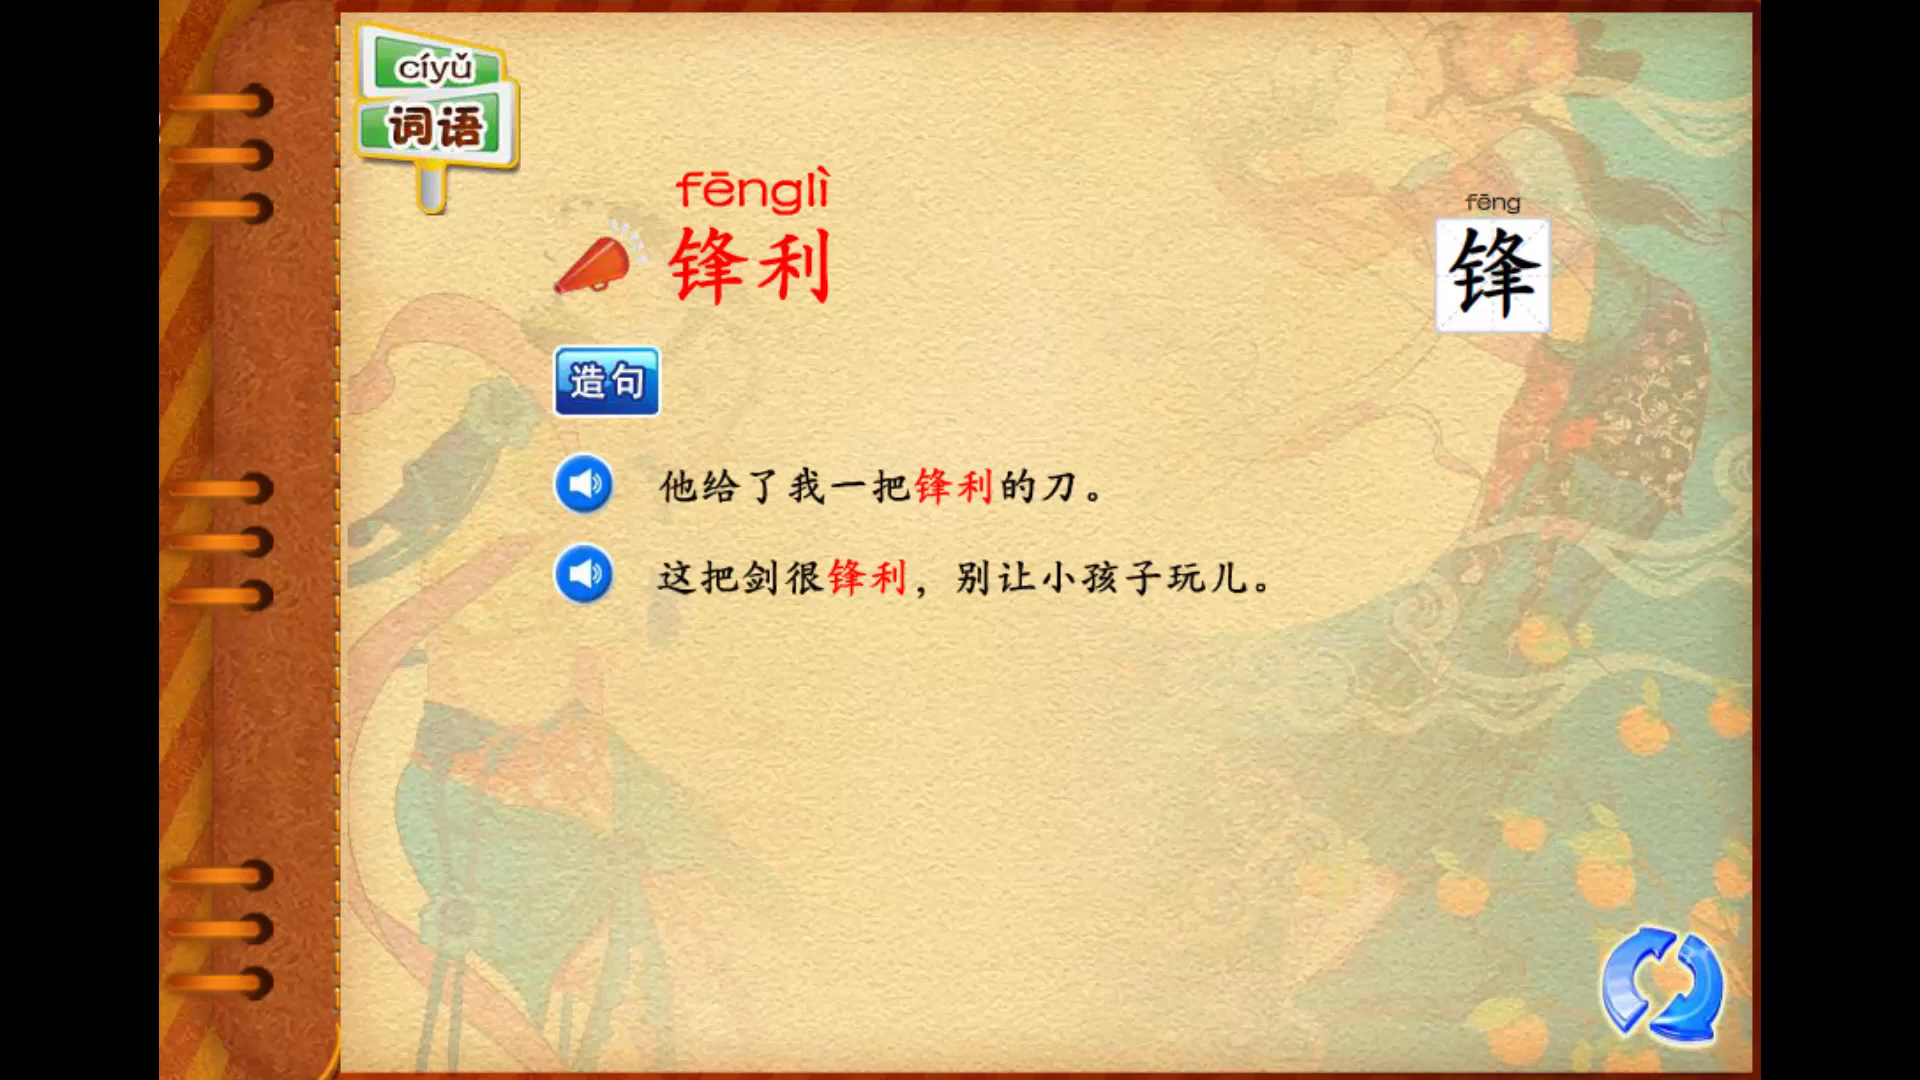 cíyǔ
词语
fēnglì
锋利
fēng
锋
造句
他给了我一把锋利的刀。
这把剑很锋利，别让小孩子玩儿。